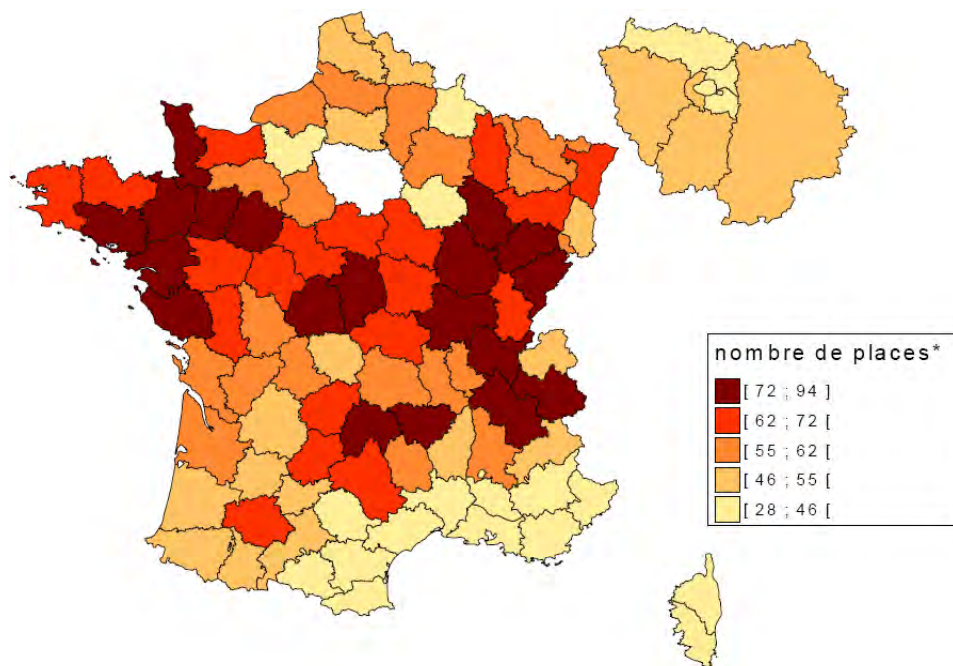 nombre de places*
[ 72 ; 94 ]
[ 62 ; 72 [
[ 55 ; 62 [
[ 46 ; 55 [
[ 28 ; 46 [